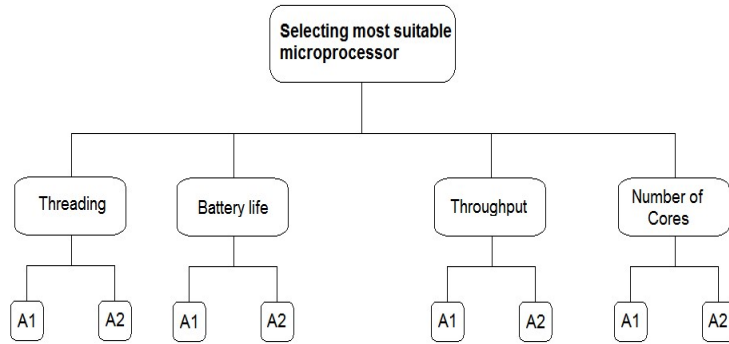 Selecting most suitable
microprocessor
Threading
Battery life
Throughput
Number of
Cores
A1
A2
A1
A2
A1
A2
A1
A2